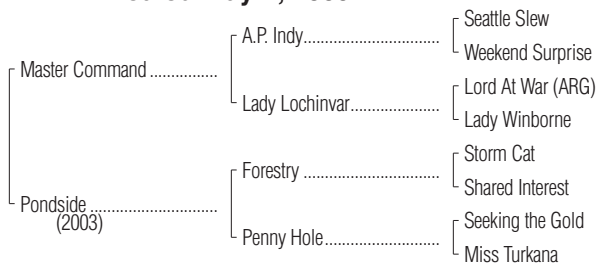 Seattle Slew
A.P. Indy
Weekend Surprise
Master Command
Lord At War (ARG)
Lady Lochinvar
Lady Winborne
Storm Cat
Forestry
Shared Interest
Pondside
(2003)
Seeking the Gold
Penny Hole
Miss Turkana